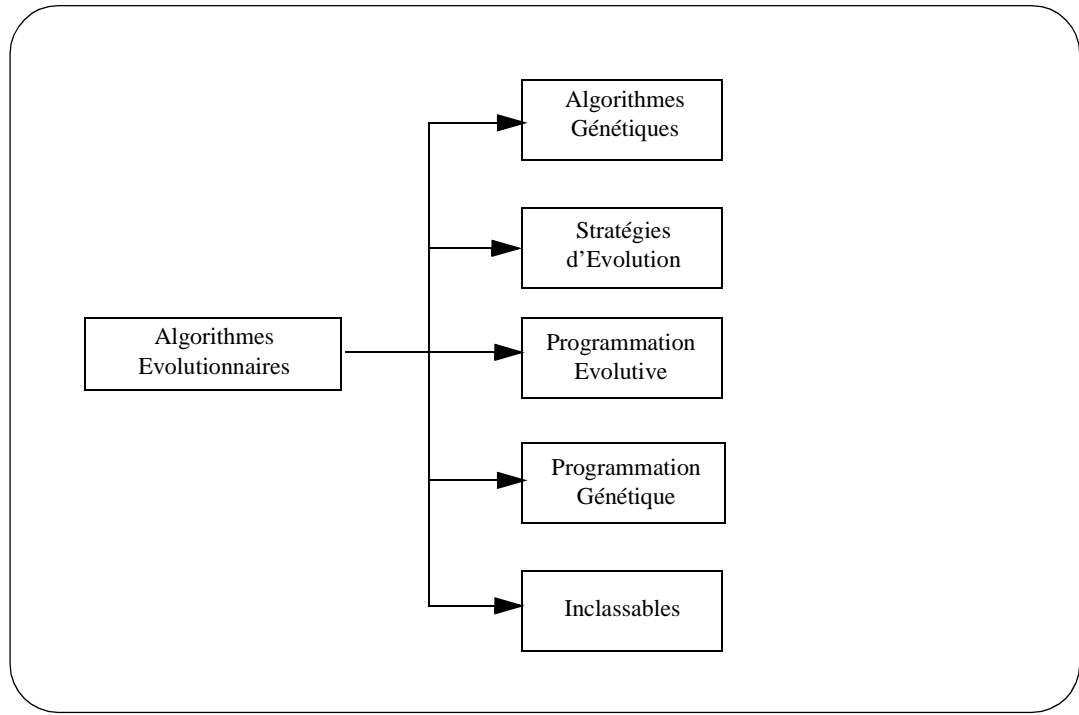 Algorithmes
Génétiques
Stratégies
d’Evolution
Algorithmes
Evolutionnaires
Programmation
Evolutive
Programmation
Génétique
Inclassables